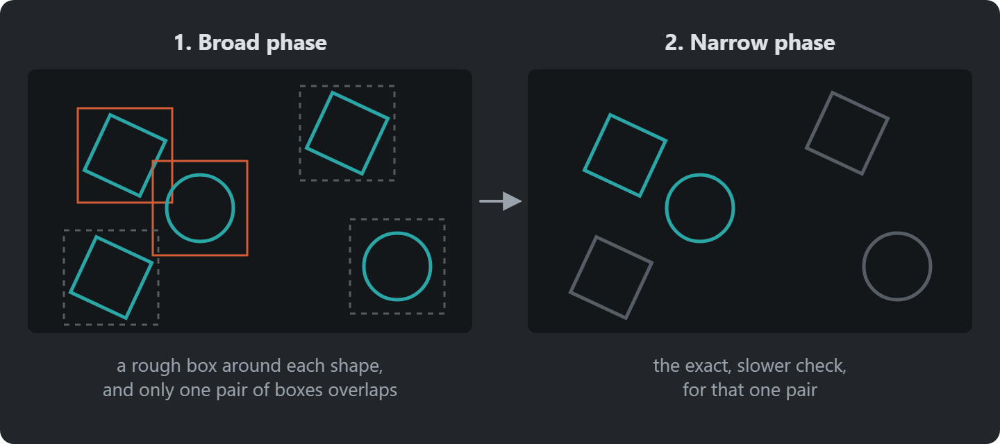 1. Broad phase
2. Narrow phase
a rough box around each shape,
and only one pair of boxes overlaps
the exact, slower check,
for that one pair